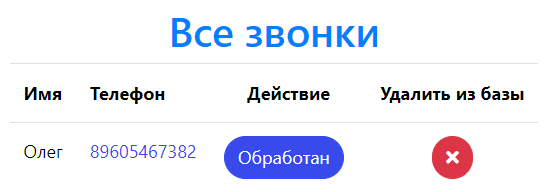 Все звонки
Имя Телефон Действие Удалить из базы
Олег 89605467382 Обработан